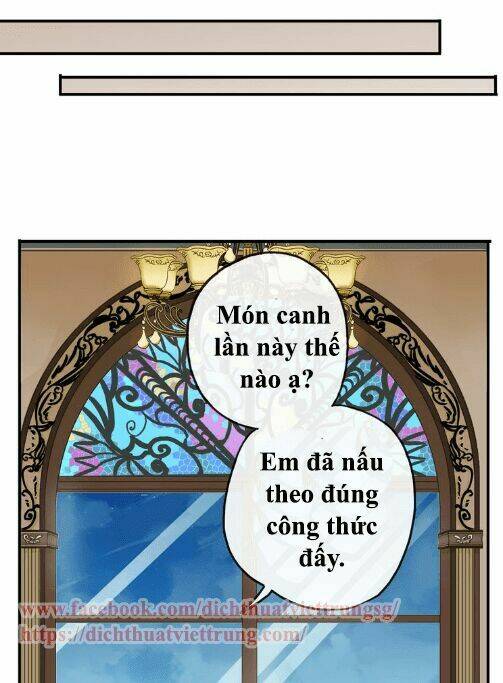 Món canh
lần này thế
nào ạ?
Em đã nấu
theo đúng
công thức
đấy.
www.facebook.com/dichthuatviettrungsg/
https://dichthuatviettrung.com/